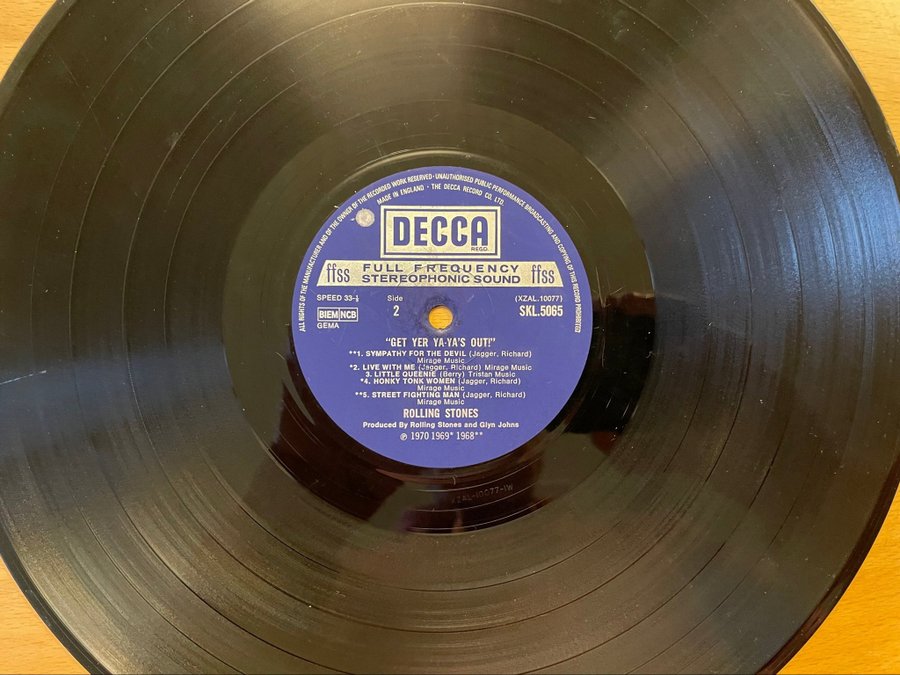 ALL RIGHTS OF THE MANUFACTURER AND OF THE OWNER OF THE RECORDED WORK RESERVED · UNAUTHORISED PUBLIC PERFORMANCE BROADCASTING AND COPYING OF THIS RECORD PROHIBITED
MADE IN ENGLAND · THE DECCA RECORD CO. LTD.
DECCA
REGD.
ffss FULL FREQUENCY STEREOPHONIC SOUND ffss
SPEED 33-⅓ Side (XZAL.10077)
BIEM NCB 2 SKL.5065
GEMA
"GET YER YA-YA'S OUT!"
**1. SYMPATHY FOR THE DEVIL (Jagger, Richard)
Mirage Music
*2. LIVE WITH ME (Jagger, Richard) Mirage Music
3. LITTLE QUEENIE (Berry) Tristan Music
*4. HONKY TONK WOMEN (Jagger, Richard)
Mirage Music
**5. STREET FIGHTING MAN (Jagger, Richard)
Mirage Music
ROLLING STONES
Produced By Rolling Stones and Glyn Johns
℗ 1970 1969* 1968**
XZAL-10077-1W